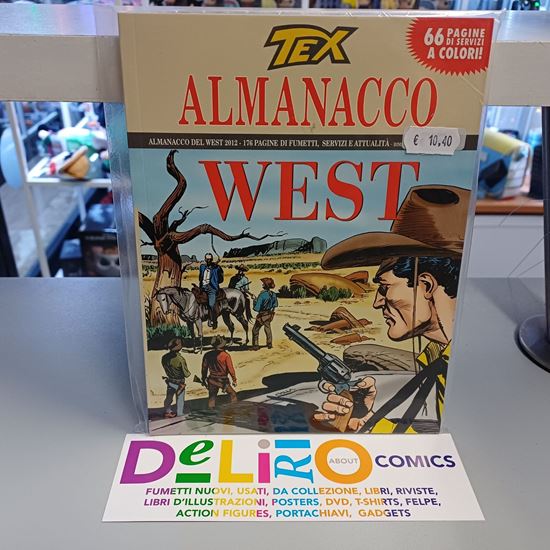 TEX
66 PAGINE
DI SERVIZI
A COLORI!
ALMANACCO
ALMANACCO DEL WEST 2012 - 176 PAGINE DI FUMETTI, SERVIZI E ATTUALITÀ
€ 10,40
WEST
DeLiRiO ABOUT COMICS
FUMETTI NUOVI, USATI, DA COLLEZIONE, LIBRI, RIVISTE,
LIBRI D'ILLUSTRAZIONI, POSTERS, DVD, T-SHIRTS, FELPE,
ACTION FIGURES, PORTACHIAVI, GADGETS